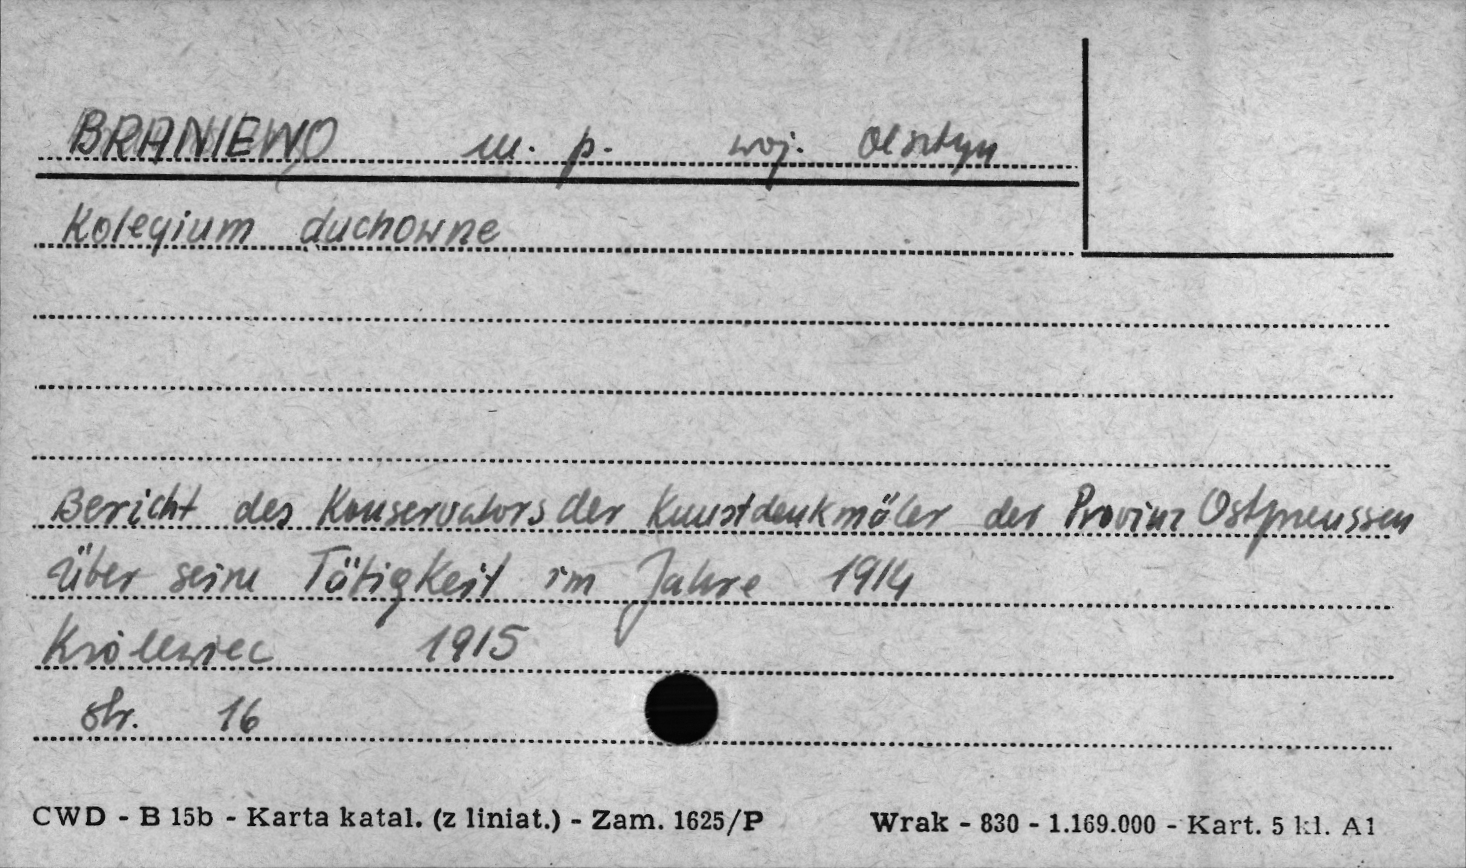 BRANIEWO m. p. woj. Olsztyn
Kolegium duchowne
Bericht des Konservators der Kunstdenkmäler der Provinz Ostpreussen
über seine Tätigkeit im Jahre 1914
Królewiec 1915
str. 16
CWD - B 15b - Karta katal. (z liniat.) - Zam. 1625/P Wrak - 830 - 1.169.000 - Kart. 5 kl. A1